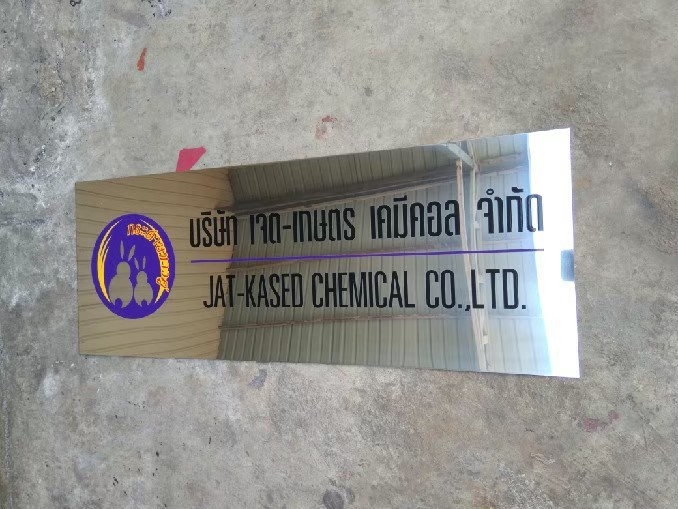 บริษัท เจต-เกษตร เคมีคอล จำกัด
JAT-KASED CHEMICAL CO.,LTD.